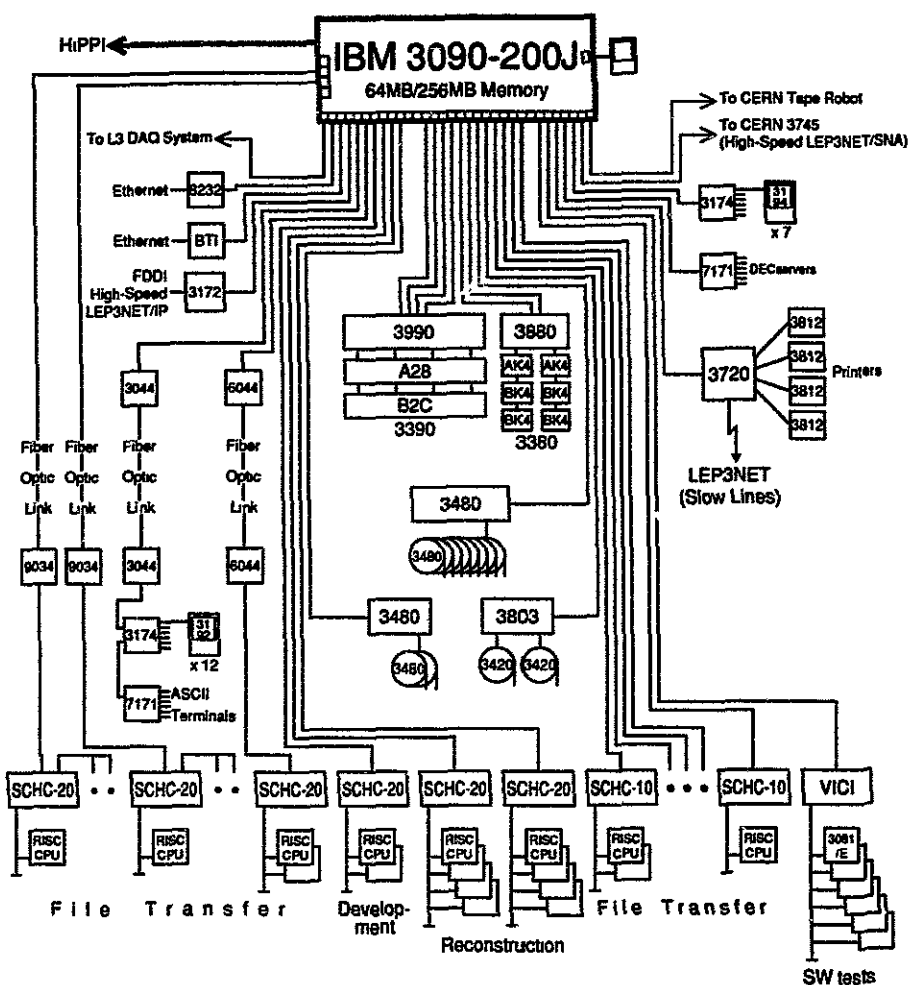 HiPPI
IBM 3090-200J
64MB/256MB Memory
To L3 DAQ System
To CERN Tape Robot
To CERN 3745
(High-Speed LEP3NET/SNA)
Ethernet
8232
3174
31
94
x 7
Ethernet
BTI
7171
DECservers
FDDI
High-Speed
LEP3NET/IP
3172
3990
3880
A28
AK4
AK4
B2C
BK4
BK4
BK4
BK4
3390
3380
3720
3812
3812
3812
3812
Printers
LEP3NET
(Slow Lines)
3044
6044
Fiber Fiber Fiber Fiber
Optic Optic Optic Optic
Link Link Link Link
3480
3480
9034
9034
3044
6044
3480
3803
3480
3420
3420
3174
31
92
x 12
7171
ASCII
Terminals
SCHC-20
SCHC-20
SCHC-20
SCHC-20
SCHC-20
SCHC-20
SCHC-10
SCHC-10
VICI
RISC
CPU
RISC
CPU
RISC
CPU
RISC
CPU
RISC
CPU
RISC
CPU
RISC
CPU
RISC
CPU
3081
/E
File Transfer
Develop-
ment
Reconstruction
File Transfer
SW tests